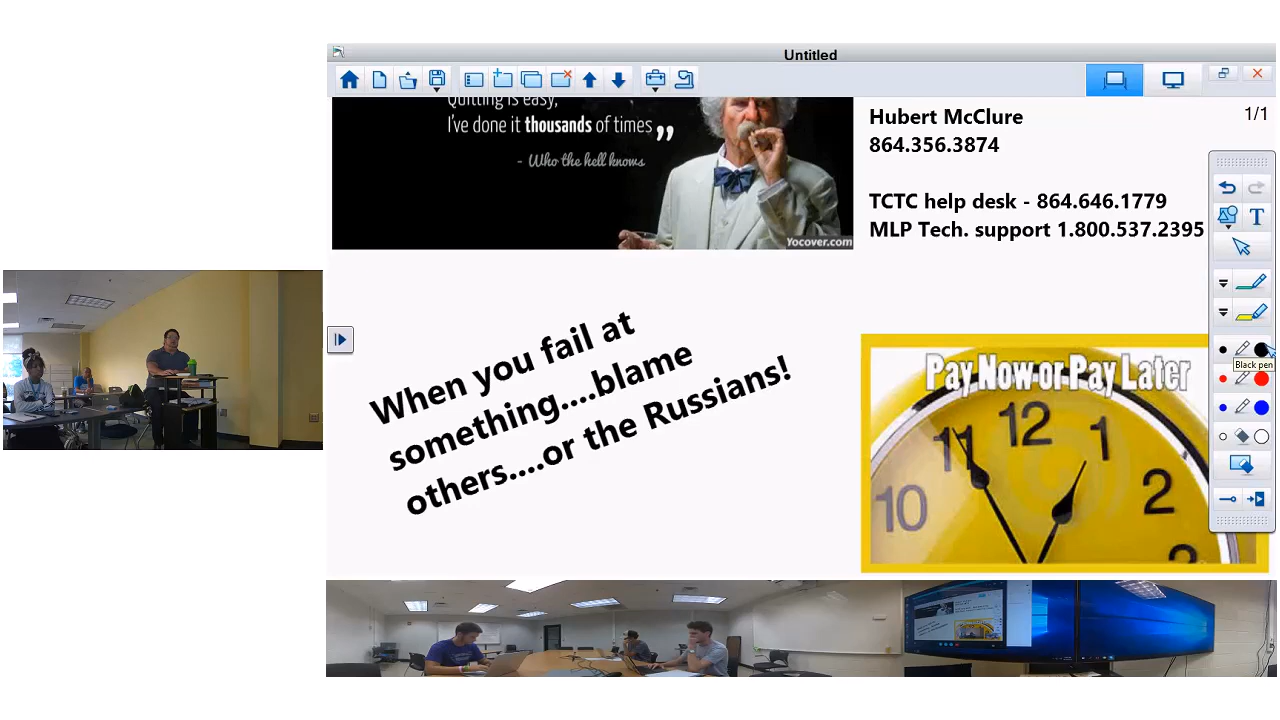 Untitled
Quitting is easy,
I've done it thousands of times”
- Who the hell knows
Yocover.com
Hubert McClure
864.356.3874
1/1
TCTC help desk - 864.646.1779
MLP Tech. support 1.800.537.2395
T
When you fail at
something....blame
others....or the Russians!
Pay Now or Pay Later
Black pen
12
11
1
10
2
3